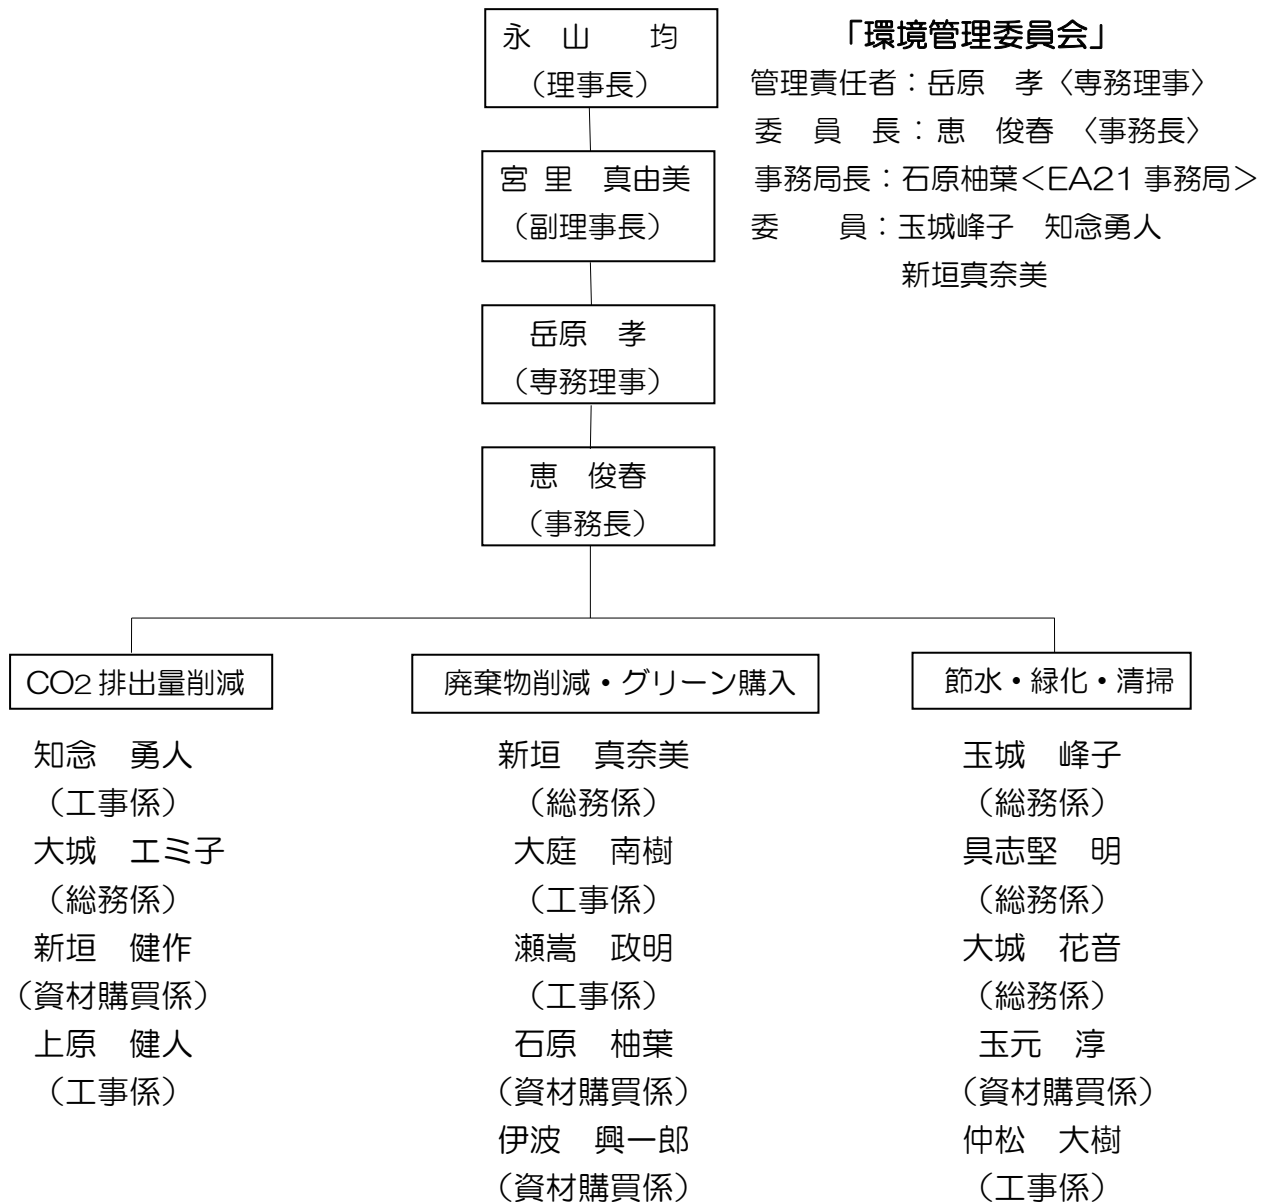 永　山　　均
（理事長）
宮 里　真由美
（副理事長）
岳原　孝
（専務理事）
恵　俊春
（事務長）
「環境管理委員会」
管理責任者：岳原　孝〈専務理事〉
委　員　長：恵　俊春　〈事務長〉
事務局長：石原柚葉＜EA21 事務局＞
委　　員：玉城峰子　知念勇人
新垣真奈美
CO2 排出量削減
知念　勇人
（工事係）
大城　エミ子
（総務係）
新垣　健作
（資材購買係）
上原　健人
（工事係）
廃棄物削減・グリーン購入
新垣　真奈美
（総務係）
大庭　南樹
（工事係）
瀬嵩　政明
（工事係）
石原　柚葉
（資材購買係）
伊波　興一郎
（資材購買係）
節水・緑化・清掃
玉城　峰子
（総務係）
具志堅　明
（総務係）
大城　花音
（総務係）
玉元　淳
（資材購買係）
仲松　大樹
（工事係）